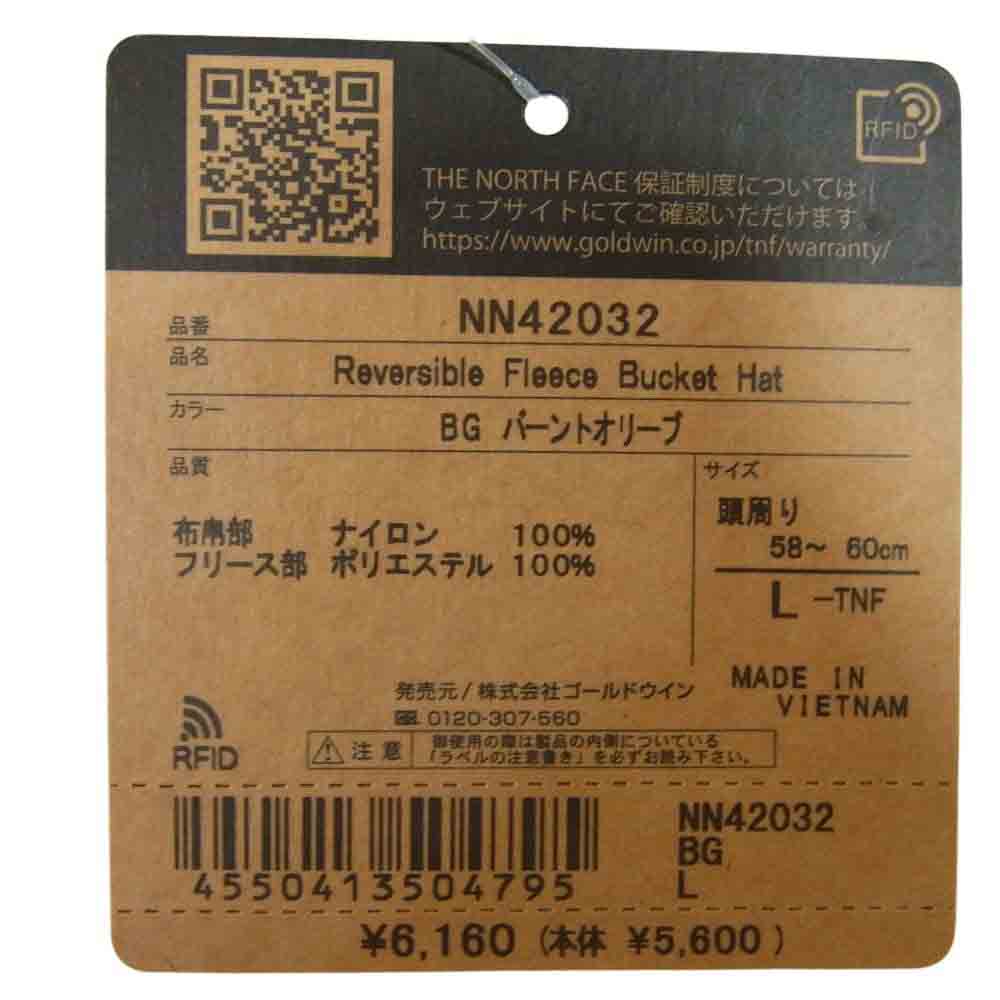 RFID
THE NORTH FACE 保証制度については
ウェブサイトにてご確認いただけます。
https://www.goldwin.co.jp/tnf/warranty/
品番 NN42032
品名 Reversible Fleece Bucket Hat
カラー BG バーントオリーブ
品質
布帛部 ナイロン 100%
フリース部 ポリエステル 100%
サイズ
頭周り
58～ 60cm
L -TNF
MADE IN
VIETNAM
発売元/株式会社ゴールドウイン
0120-307-560
RFID
注意
御使用の際は製品の内側についている
「ラベルの注意書き」を必ずお読み下さい。
4550413504795
NN42032
BG
L
¥6,160 (本体 ¥5,600)